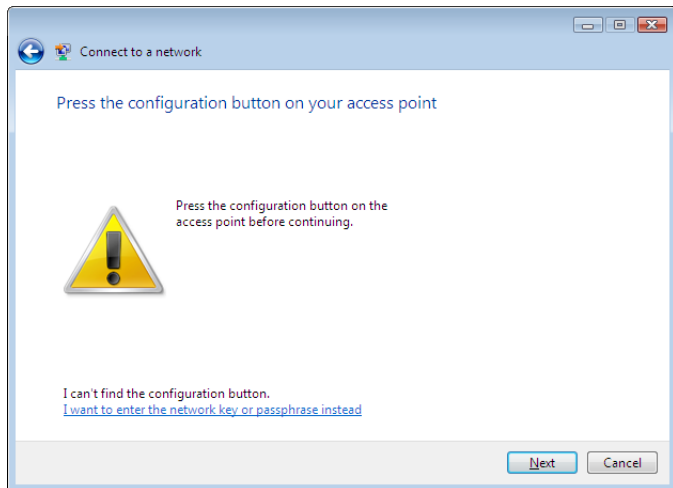 Connect to a network
Press the configuration button on your access point
Press the configuration button on the
access point before continuing.
I can't find the configuration button.
I want to enter the network key or passphrase instead
Next
Cancel